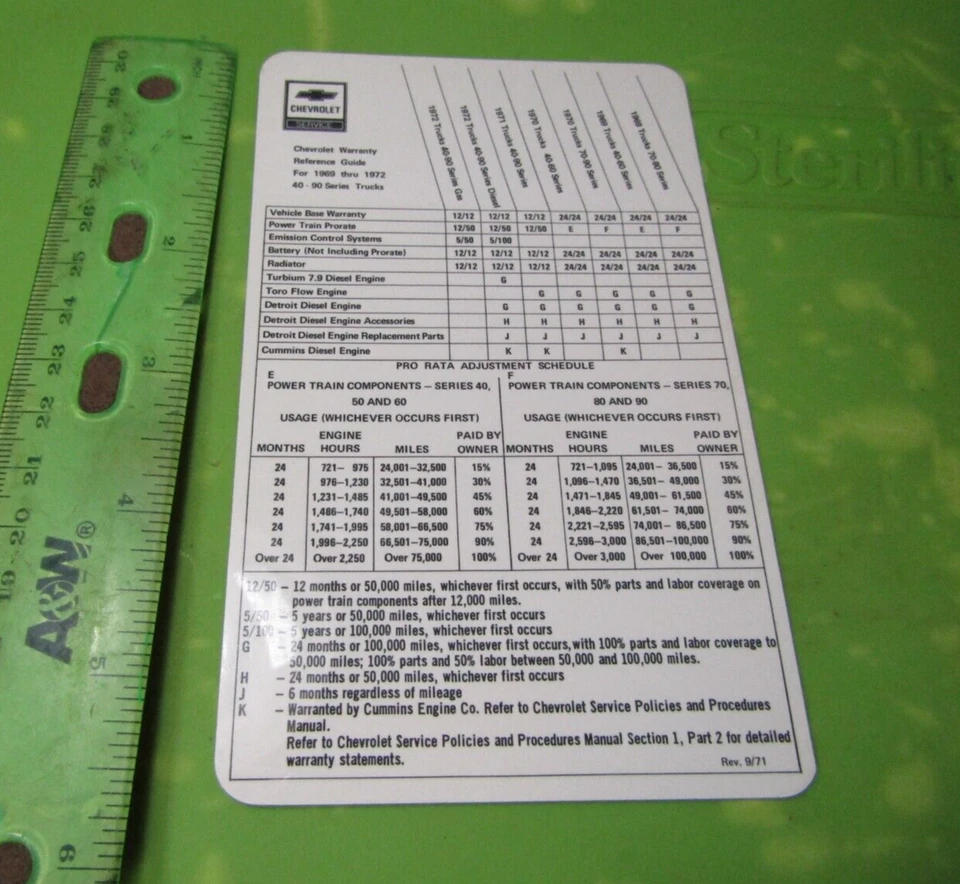 CHEVROLET
SERVICE
Chevrolet Warranty
Reference Guide
For 1969 thru 1972
40 - 90 Series Trucks
1972 Trucks 40-90 Series Gas
1972 Trucks 40-90 Series Diesel
1971 Trucks 40-90 Series
1970 Trucks 40-60 Series
1970 Trucks 70-90 Series
1969 Trucks 40-60 Series
1969 Trucks 70-90 Series
Vehicle Base Warranty 12/12 12/12 12/12 24/24 24/24 24/24 24/24
Power Train Prorate 12/50 12/50 12/50 E F E F
Emission Control Systems 5/50 5/100
Battery (Not Including Prorate) 12/12 12/12 12/12 24/24 24/24 24/24 24/24
Radiator 12/12 12/12 12/12 24/24 24/24 24/24 24/24
Turbium 7.9 Diesel Engine G
Toro Flow Engine G G G G G
Detroit Diesel Engine G G G G G G
Detroit Diesel Engine Accessories H H H H H H
Detroit Diesel Engine Replacement Parts J J J J J J
Cummins Diesel Engine K K K
PRO RATA ADJUSTMENT SCHEDULE
E F
POWER TRAIN COMPONENTS – SERIES 40, POWER TRAIN COMPONENTS – SERIES 70,
50 AND 60 80 AND 90
USAGE (WHICHEVER OCCURS FIRST) USAGE (WHICHEVER OCCURS FIRST)
ENGINE PAID BY ENGINE PAID BY
MONTHS HOURS MILES OWNER MONTHS HOURS MILES OWNER
24 721– 975 24,001–32,500 15% 24 721–1,095 24,001– 36,500 15%
24 976–1,230 32,501–41,000 30% 24 1,096–1,470 36,501– 49,000 30%
24 1,231–1,485 41,001–49,500 45% 24 1,471–1,845 49,001– 61,500 45%
24 1,486–1,740 49,501–58,000 60% 24 1,846–2,220 61,501– 74,000 60%
24 1,741–1,995 58,001–66,500 75% 24 2,221–2,595 74,001– 86,500 75%
24 1,996–2,250 66,501–75,000 90% 24 2,596–3,000 86,501–100,000 90%
Over 24 Over 2,250 Over 75,000 100% Over 24 Over 3,000 Over 100,000 100%
12/50 – 12 months or 50,000 miles, whichever first occurs, with 50% parts and labor coverage on
power train components after 12,000 miles.
5/50 – 5 years or 50,000 miles, whichever first occurs
5/100 – 5 years or 100,000 miles, whichever first occurs
G – 24 months or 100,000 miles, whichever first occurs, with 100% parts and labor coverage to
50,000 miles; 100% parts and 50% labor between 50,000 and 100,000 miles.
H – 24 months or 50,000 miles, whichever first occurs
J – 6 months regardless of mileage
K – Warranted by Cummins Engine Co. Refer to Chevrolet Service Policies and Procedures
Manual.
Refer to Chevrolet Service Policies and Procedures Manual Section 1, Part 2 for detailed
warranty statements.
Rev. 9/71
A&W®
1
2
3
4
5
6
29
28
27
26
25
24
23
22
21
20
19